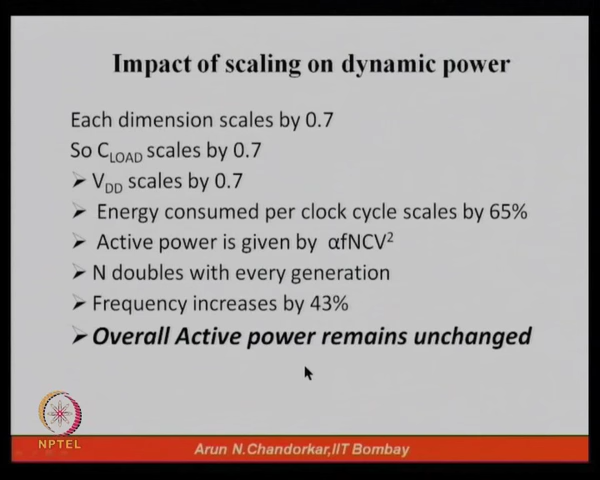 Impact of scaling on dynamic power
Each dimension scales by 0.7
So CLOAD scales by 0.7
➢ VDD scales by 0.7
➢ Energy consumed per clock cycle scales by 65%
➢ Active power is given by αfNCV²
➢ N doubles with every generation
➢ Frequency increases by 43%
➢ Overall Active power remains unchanged
NPTEL
Arun N.Chandorkar,IIT Bombay